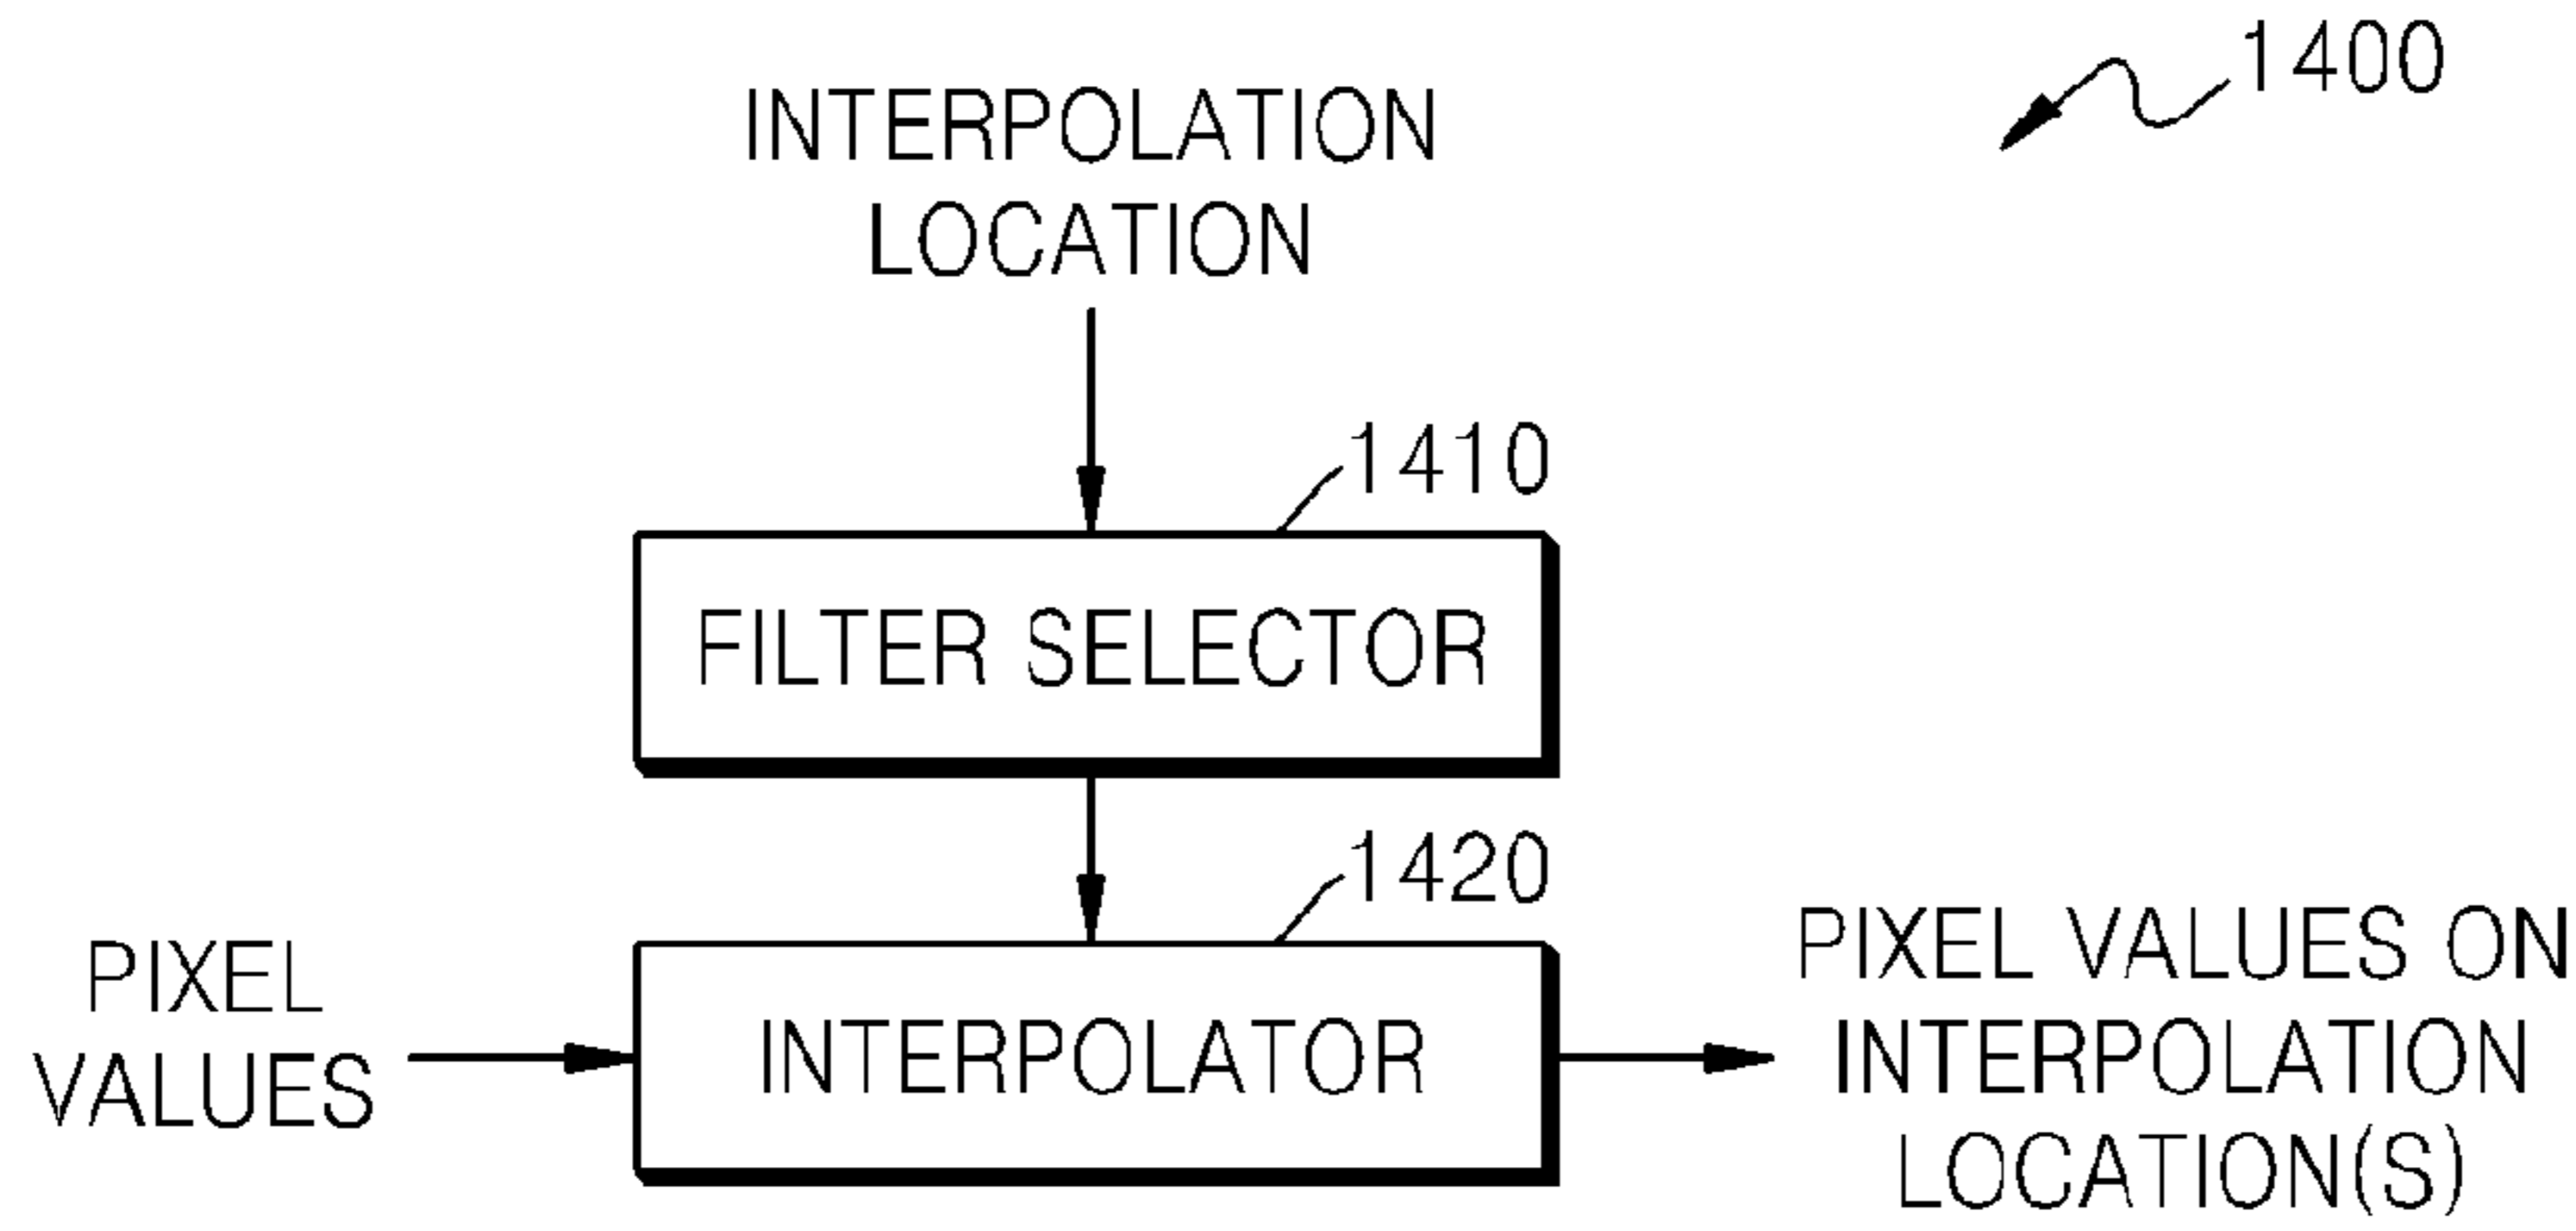 1400
INTERPOLATION
LOCATION
1410
FILTER SELECTOR
1420
PIXEL
VALUES
INTERPOLATOR
PIXEL VALUES ON
INTERPOLATION
LOCATION(S)